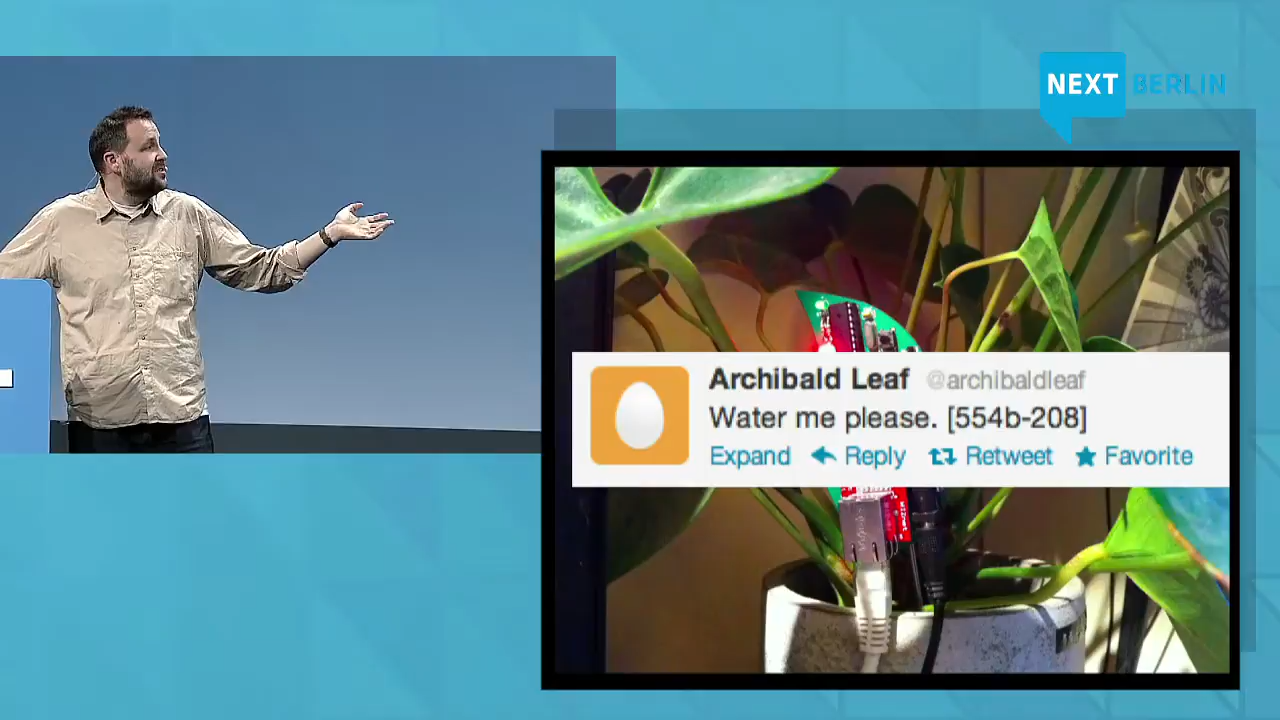 NEXT BERLIN
Archibald Leaf @archibaldleaf
Water me please. [554b-208]
Expand Reply Retweet Favorite